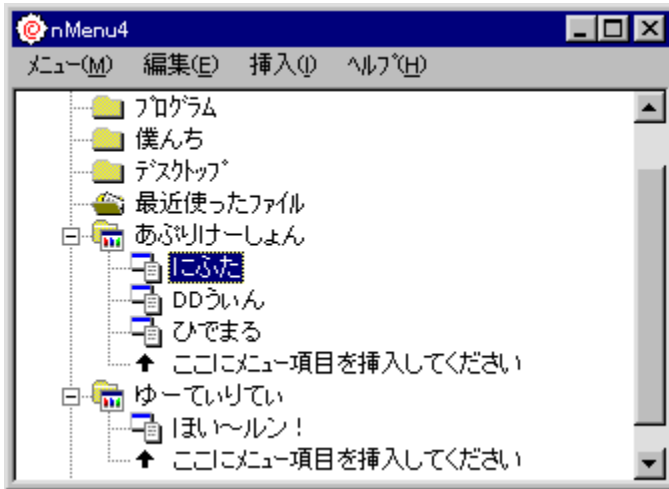 nMenu4
ﾒﾆｭｰ(M) 編集(E) 挿入(I) ﾍﾙﾌﾟ(H)
ﾌﾟﾛｸﾞﾗﾑ
僕んち
ﾃﾞｽｸﾄｯﾌﾟ
最近使ったﾌｧｲﾙ
あぷりけーしょん
にふた
DDうぃん
ひでまる
ここにﾒﾆｭｰ項目を挿入してください
ゆーてぃりてぃ
ほい～ルン！
ここにﾒﾆｭｰ項目を挿入してください